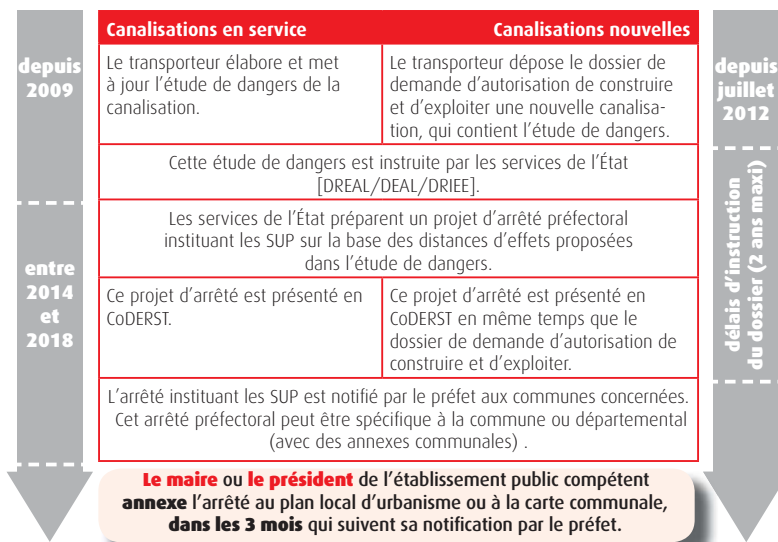 depuis
2009
entre
2014
et
2018
Canalisations en service
Canalisations nouvelles
Le transporteur élabore et met
à jour l'étude de dangers de la
canalisation.
Le transporteur dépose le dossier de
demande d'autorisation de construire
et d'exploiter une nouvelle canalisa-
tion, qui contient l'étude de dangers.
Cette étude de dangers est instruite par les services de l'État
[DREAL/DEAL/DRIEE].
Les services de l'État préparent un projet d'arrêté préfectoral
instituant les SUP sur la base des distances d'effets proposées
dans l'étude de dangers.
Ce projet d'arrêté est présenté en
CoDERST.
Ce projet d'arrêté est présenté en
CoDERST en même temps que le
dossier de demande d'autorisation de
construire et d'exploiter.
L'arrêté instituant les SUP est notifié par le préfet aux communes concernées.
Cet arrêté préfectoral peut être spécifique à la commune ou départemental
(avec des annexes communales) .
Le maire ou le président de l'établissement public compétent
annexe l'arrêté au plan local d'urbanisme ou à la carte communale,
dans les 3 mois qui suivent sa notification par le préfet.
depuis
juillet
2012
délais d'instruction
du dossier (2 ans maxi)